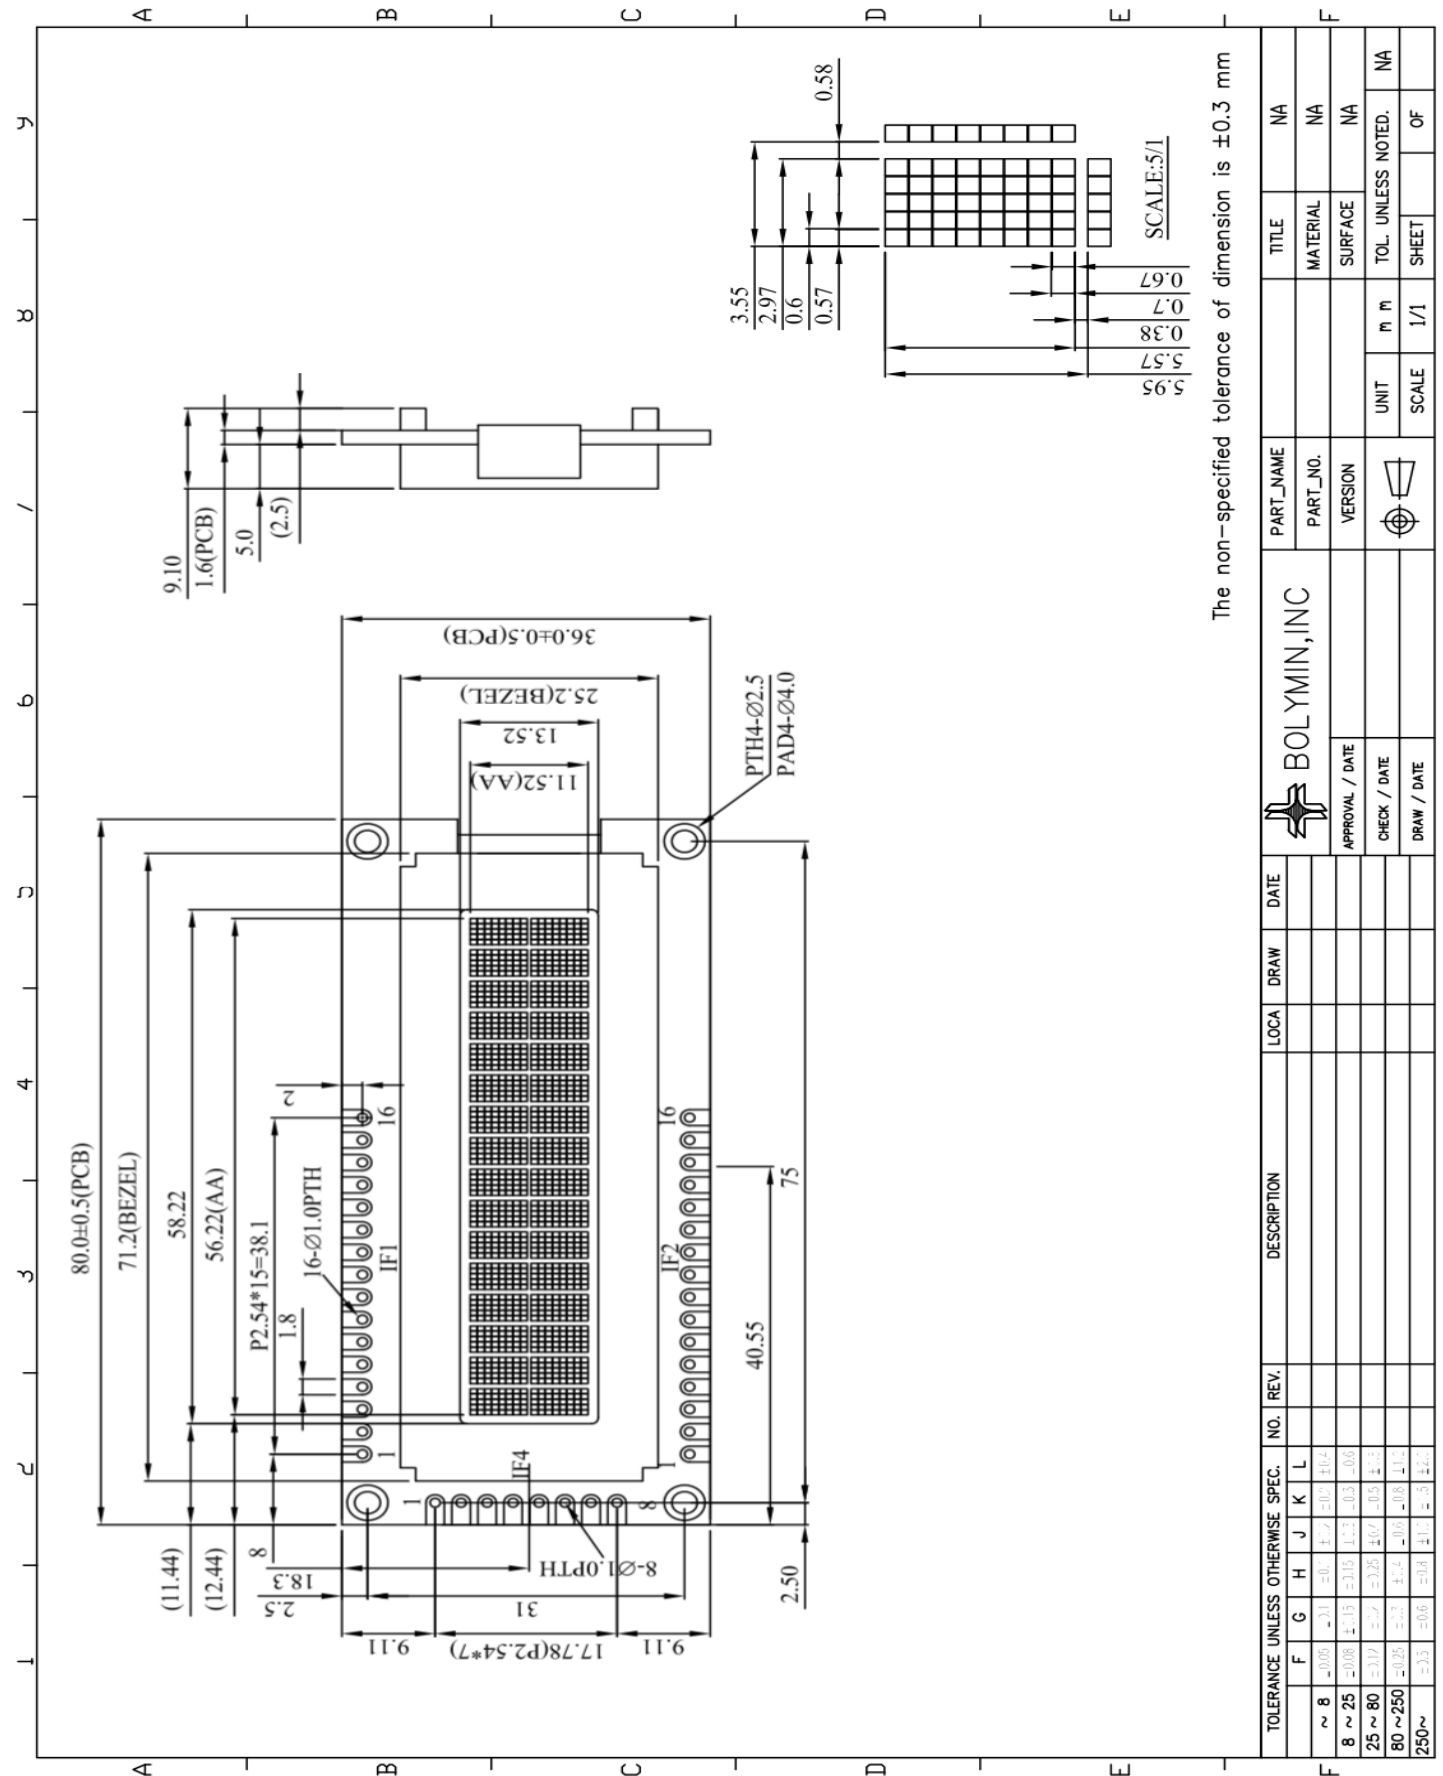 A
B
C
D
E
F
1
2
3
4
5
6
7
8
9
80.0±0.5(PCB)
71.2(BEZEL)
58.22
56.22(AA)
P2.54*15=38.1
1.8
16-Ø1.0PTH
2
(11.44)
(12.44)
8
18.3
2.5
IF1
1
16
IF2
1
16
IF4
1
8
8-Ø1.0PTH
31
9.11
17.78(P2.54*7)
9.11
2.50
40.55
75
PTH4-Ø2.5
PAD4-Ø4.0
36.0±0.5(PCB)
25.2(BEZEL)
13.52
11.52(AA)
9.10
1.6(PCB)
5.0
(2.5)
3.55
2.97
0.6
0.57
0.58
0.67
0.7
0.38
5.57
5.95
SCALE:5/1
The non-specified tolerance of dimension is ±0.3 mm
TOLERANCE UNLESS OTHERWISE SPEC.
F G H J K L
~ 8
8 ~ 25
25 ~ 80
80 ~250
250~
NO. REV. DESCRIPTION LOCA DRAW DATE
BOLYMIN,INC
APPROVAL / DATE
CHECK / DATE
DRAW / DATE
PART_NAME TITLE NA
PART_NO. MATERIAL NA
VERSION SURFACE NA
UNIT m m TOL. UNLESS NOTED. NA
SCALE 1/1 SHEET OF
A
B
C
D
E
F